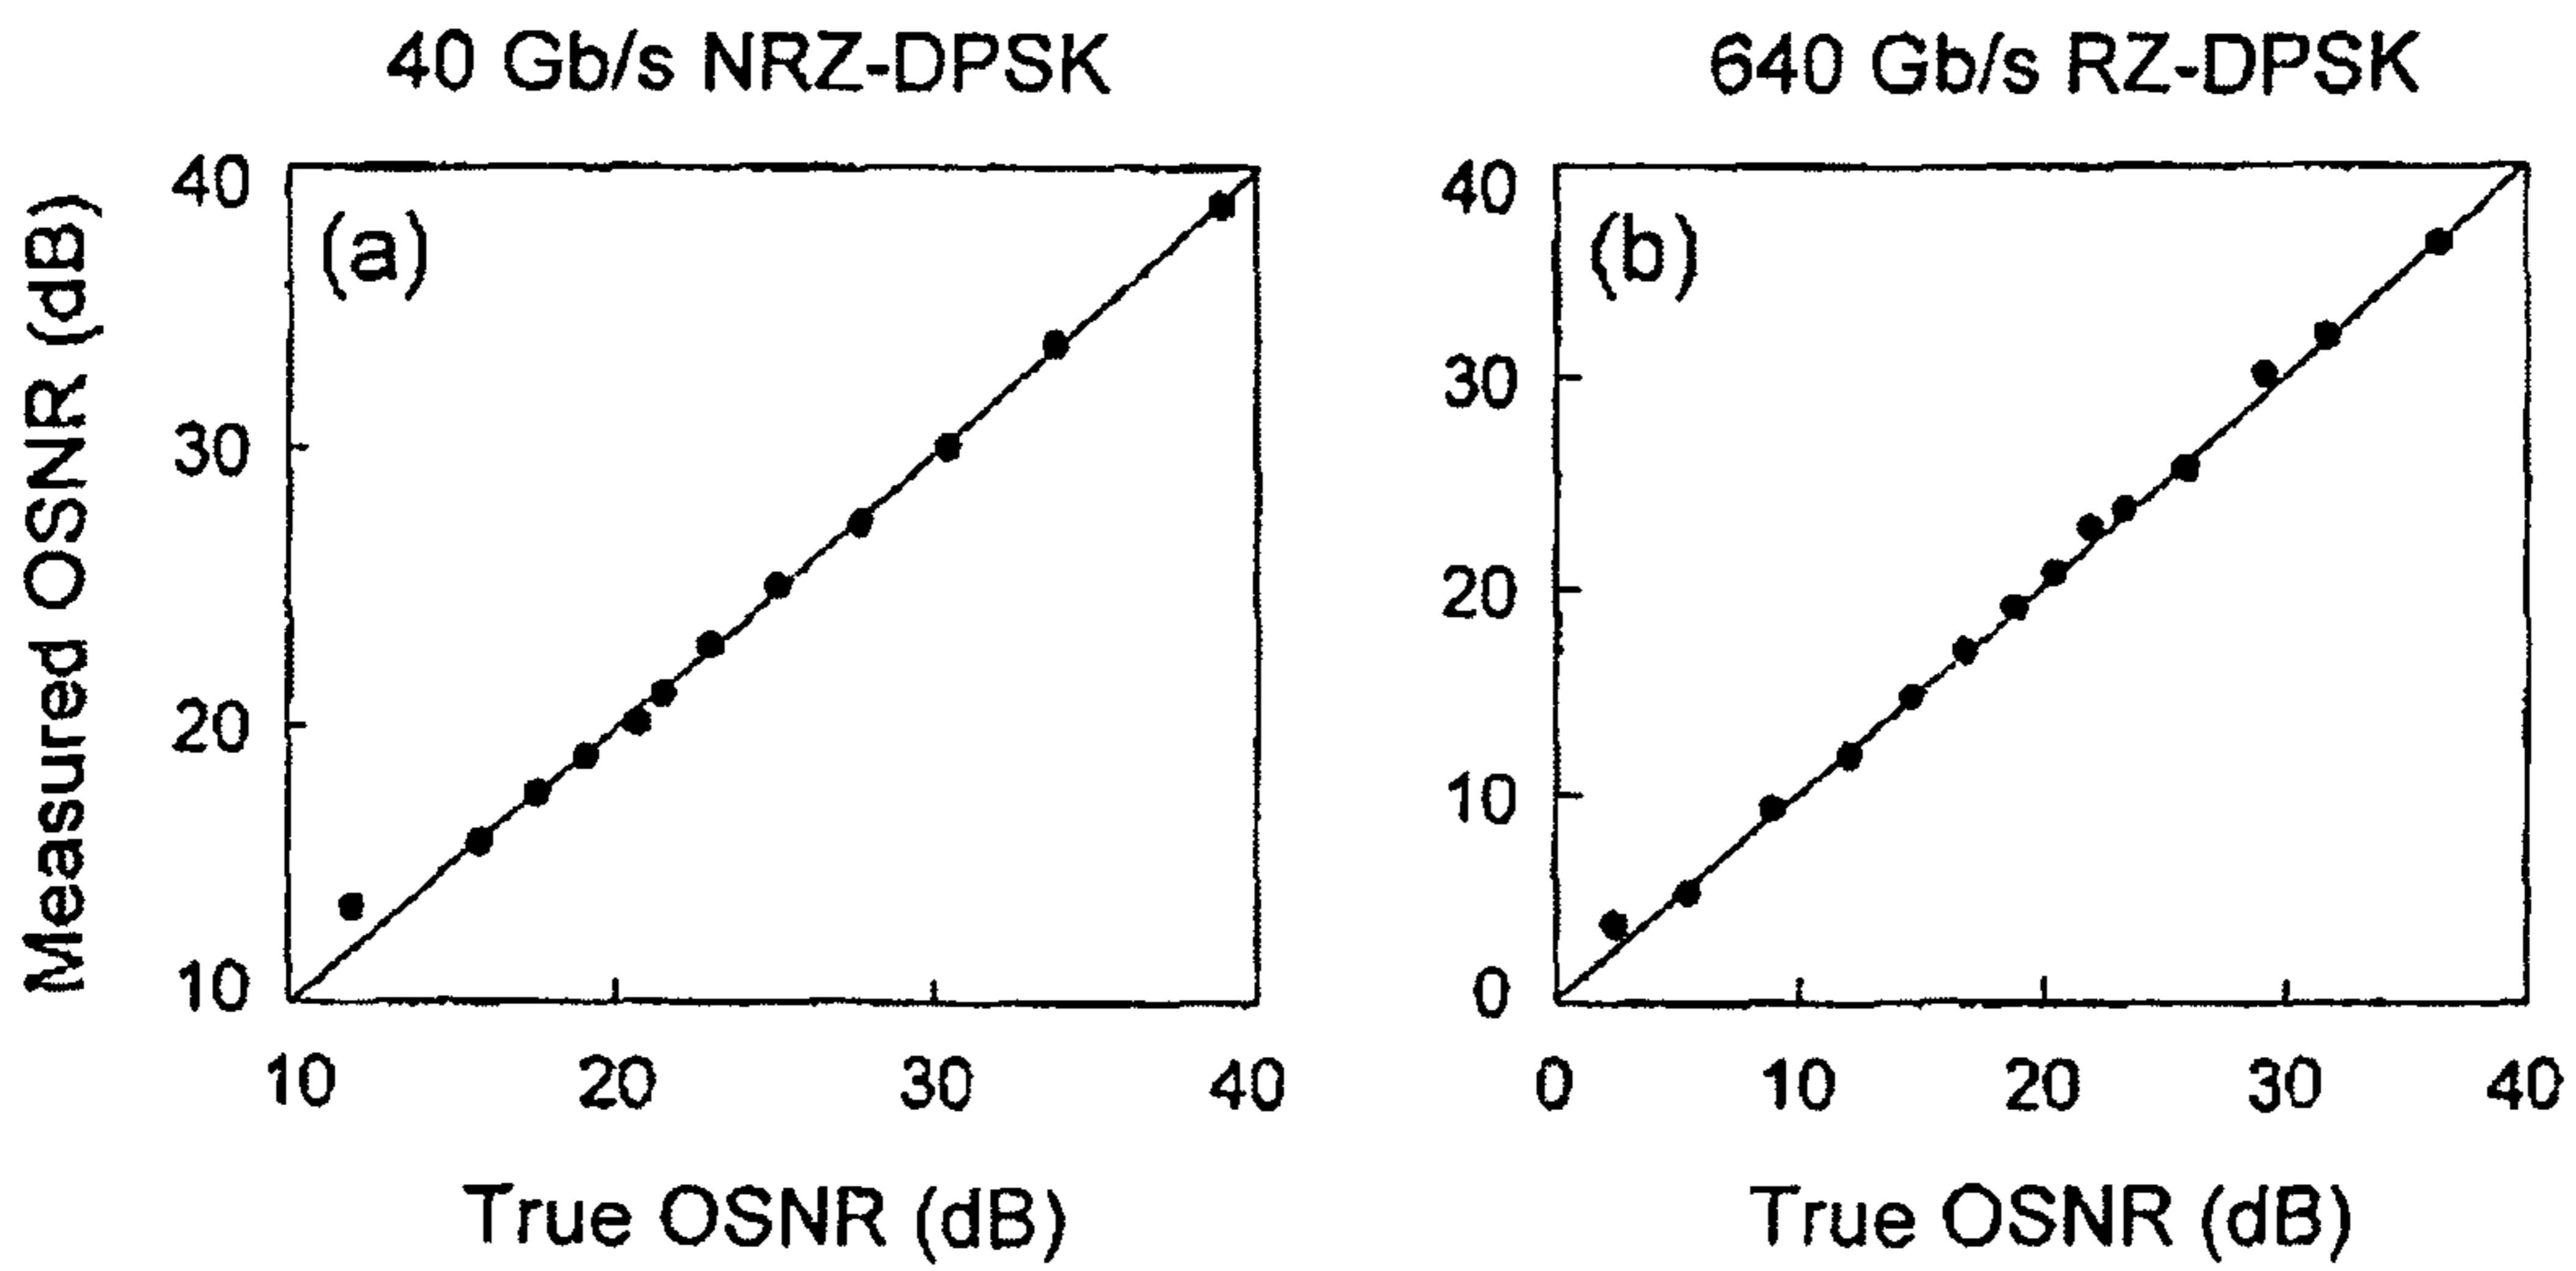 40 Gb/s NRZ-DPSK
640 Gb/s RZ-DPSK
(a)
Measured OSNR (dB)
40
30
20
10
10 20 30 40
True OSNR (dB)
(b)
40
30
20
10
0
0 10 20 30 40
True OSNR (dB)